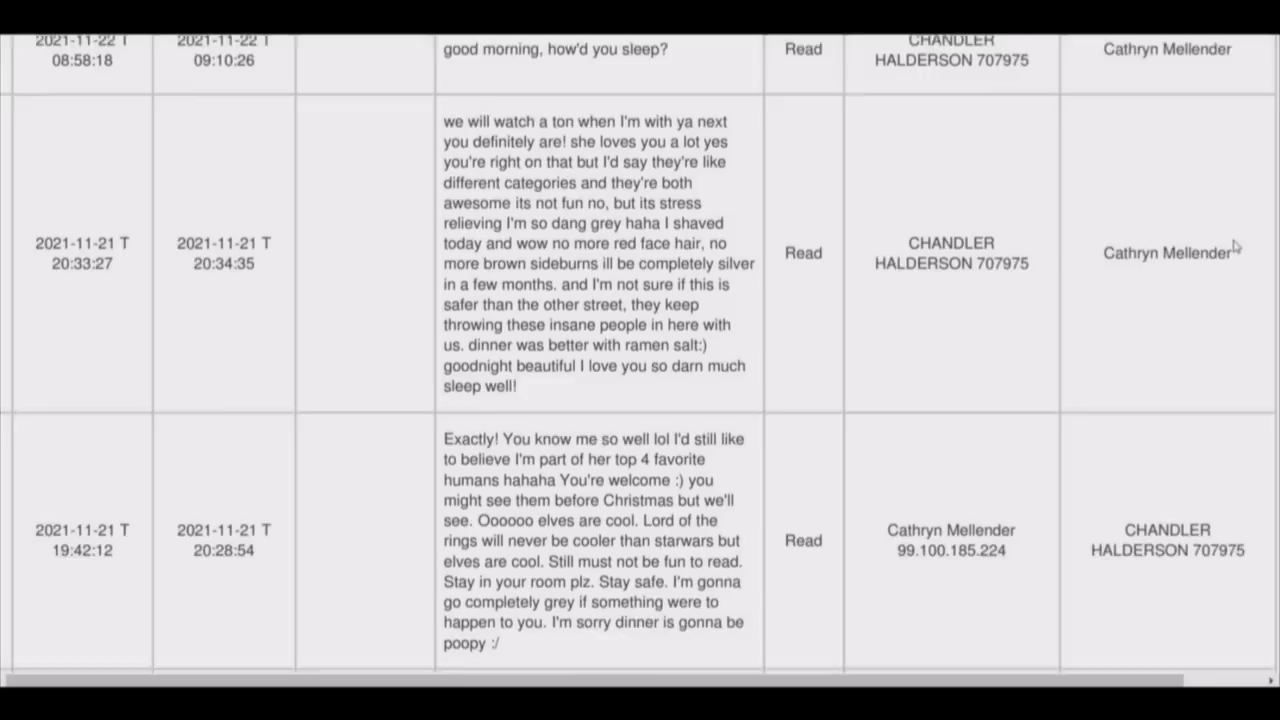 2021-11-22 T
08:58:18
2021-11-22 T
09:10:26
good morning, how'd you sleep?
Read
CHANDLER
HALDERSON 707975
Cathryn Mellender
2021-11-21 T
20:33:27
2021-11-21 T
20:34:35
we will watch a ton when I'm with ya next
you definitely are! she loves you a lot yes
you're right on that but I'd say they're like
different categories and they're both
awesome its not fun no, but its stress
relieving I'm so dang grey haha I shaved
today and wow no more red face hair, no
more brown sideburns ill be completely silver
in a few months. and I'm not sure if this is
safer than the other street, they keep
throwing these insane people in here with
us. dinner was better with ramen salt:)
goodnight beautiful I love you so darn much
sleep well!
Read
CHANDLER
HALDERSON 707975
Cathryn Mellender
2021-11-21 T
19:42:12
2021-11-21 T
20:28:54
Exactly! You know me so well lol I'd still like
to believe I'm part of her top 4 favorite
humans hahaha You're welcome :) you
might see them before Christmas but we'll
see. Oooooo elves are cool. Lord of the
rings will never be cooler than starwars but
elves are cool. Still must not be fun to read.
Stay in your room plz. Stay safe. I'm gonna
go completely grey if something were to
happen to you. I'm sorry dinner is gonna be
poopy :/
Read
Cathryn Mellender
99.100.185.224
CHANDLER
HALDERSON 707975